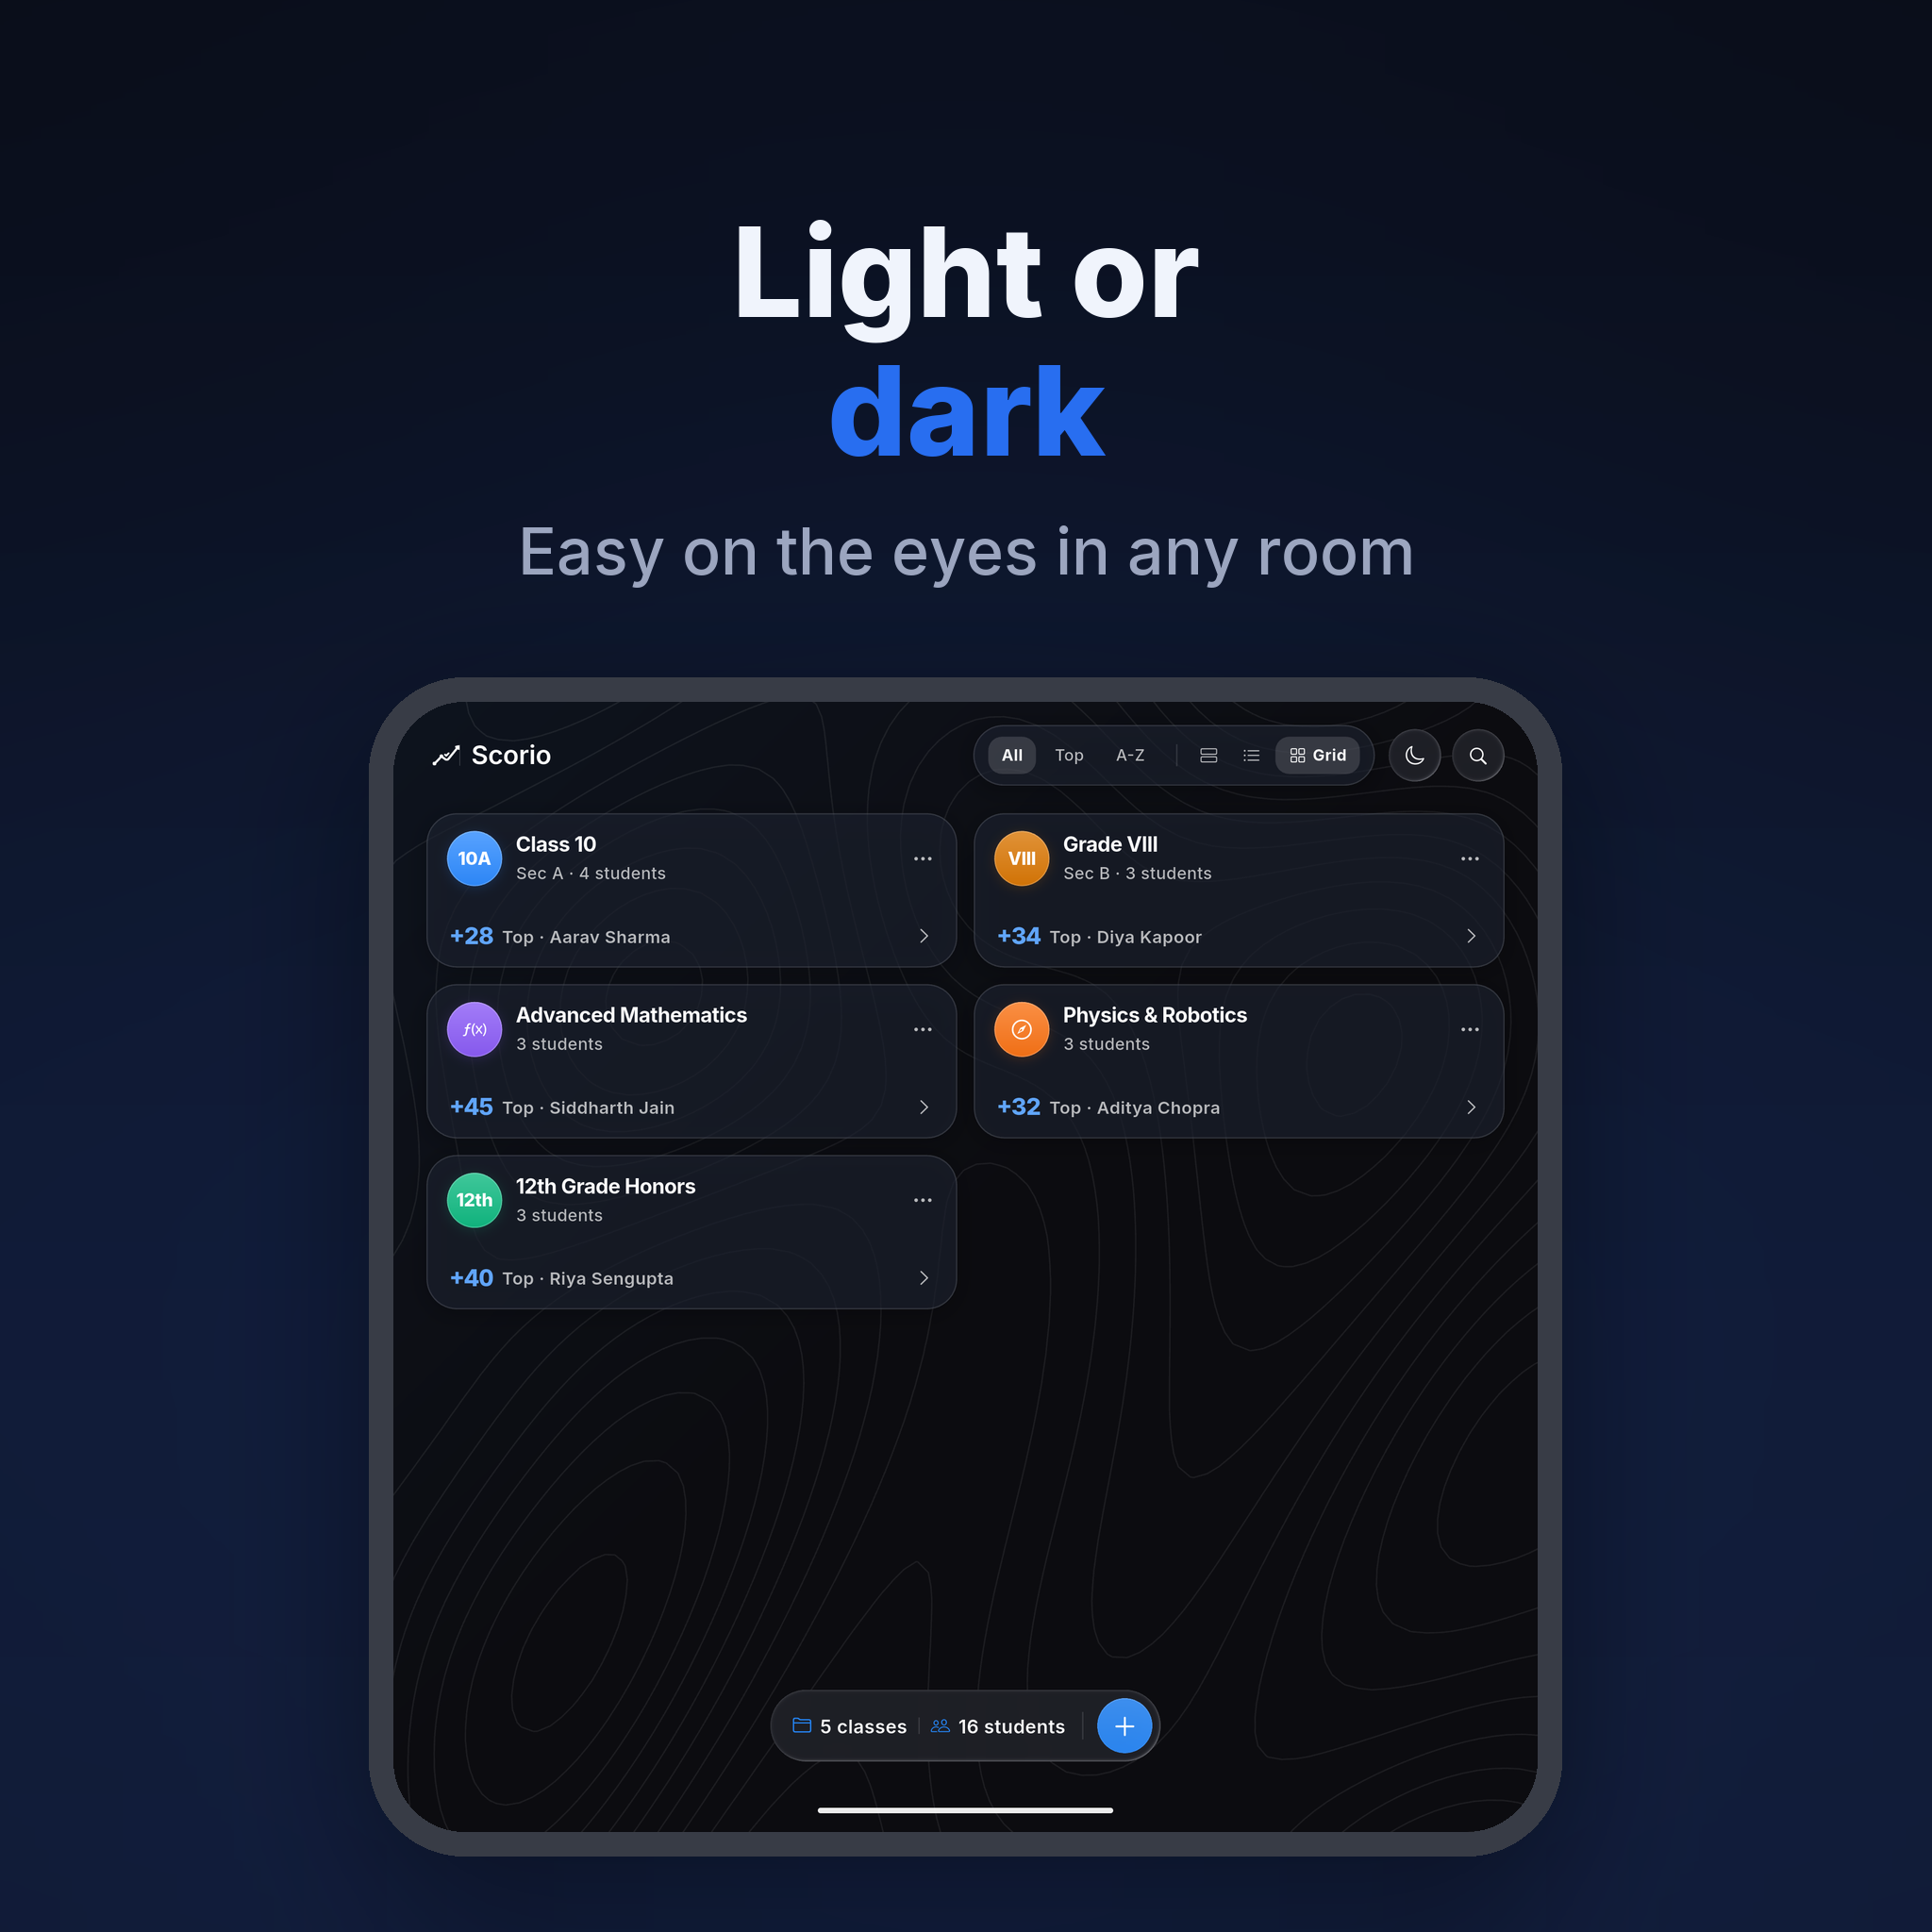 Light or
dark
Easy on the eyes in any room
Scorio
All Top A-Z Grid
10A Class 10
Sec A · 4 students
+28 Top · Aarav Sharma
VIII Grade VIII
Sec B · 3 students
+34 Top · Diya Kapoor
f(x) Advanced Mathematics
3 students
+45 Top · Siddharth Jain
Physics & Robotics
3 students
+32 Top · Aditya Chopra
12th 12th Grade Honors
3 students
+40 Top · Riya Sengupta
5 classes 16 students